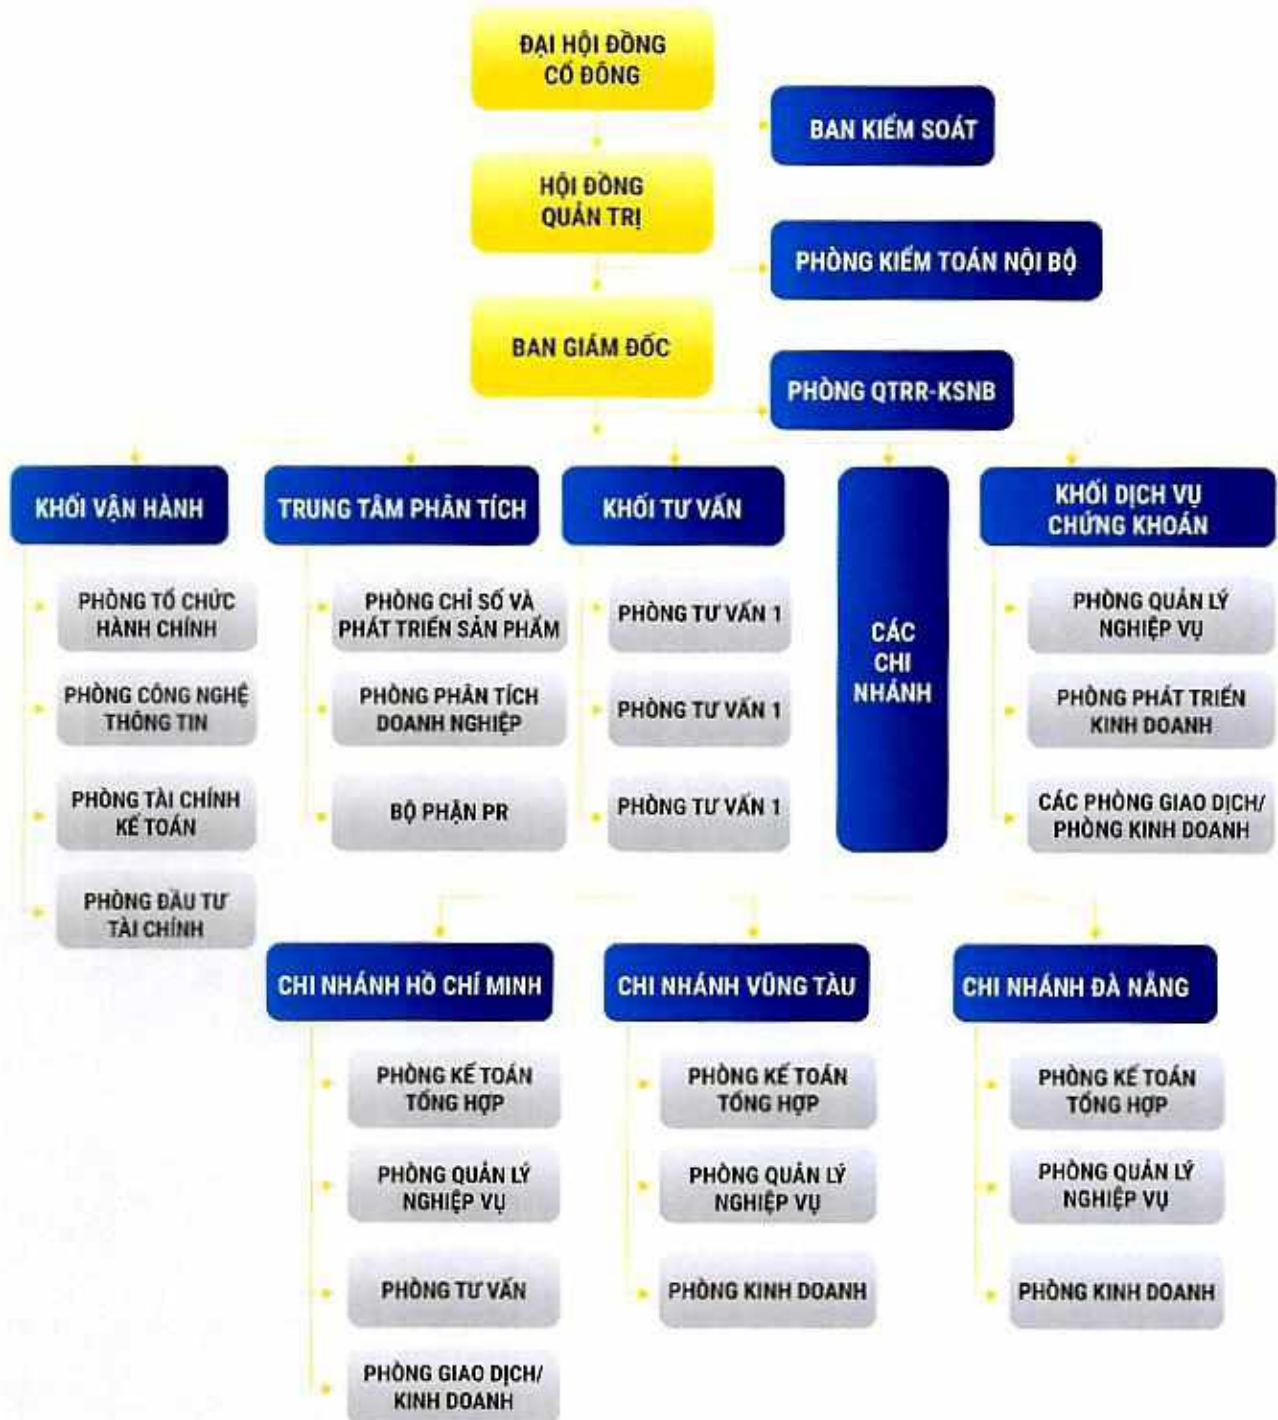 ĐẠI HỘI ĐỒNG
CỔ ĐÔNG
BAN KIỂM SOÁT
HỘI ĐỒNG
QUẢN TRỊ
PHÒNG KIỂM TOÁN NỘI BỘ
BAN GIÁM ĐỐC
PHÒNG QTRR-KSNB
KHỐI VẬN HÀNH
PHÒNG TỔ CHỨC
HÀNH CHÍNH
PHÒNG CÔNG NGHỆ
THÔNG TIN
PHÒNG TÀI CHÍNH
KẾ TOÁN
PHÒNG ĐẦU TƯ
TÀI CHÍNH
TRUNG TÂM PHÂN TÍCH
PHÒNG CHỈ SỐ VÀ
PHÁT TRIỂN SẢN PHẨM
PHÒNG PHÂN TÍCH
DOANH NGHIỆP
BỘ PHẬN PR
KHỐI TƯ VẤN
PHÒNG TƯ VẤN 1
PHÒNG TƯ VẤN 1
PHÒNG TƯ VẤN 1
CÁC
CHI
NHÁNH
KHỐI DỊCH VỤ
CHỨNG KHOÁN
PHÒNG QUẢN LÝ
NGHIỆP VỤ
PHÒNG PHÁT TRIỂN
KINH DOANH
CÁC PHÒNG GIAO DỊCH/
PHÒNG KINH DOANH
CHI NHÁNH HỒ CHÍ MINH
PHÒNG KẾ TOÁN
TỔNG HỢP
PHÒNG QUẢN LÝ
NGHIỆP VỤ
PHÒNG TƯ VẤN
PHÒNG GIAO DỊCH/
KINH DOANH
CHI NHÁNH VŨNG TÀU
PHÒNG KẾ TOÁN
TỔNG HỢP
PHÒNG QUẢN LÝ
NGHIỆP VỤ
PHÒNG KINH DOANH
CHI NHÁNH ĐÀ NẴNG
PHÒNG KẾ TOÁN
TỔNG HỢP
PHÒNG QUẢN LÝ
NGHIỆP VỤ
PHÒNG KINH DOANH